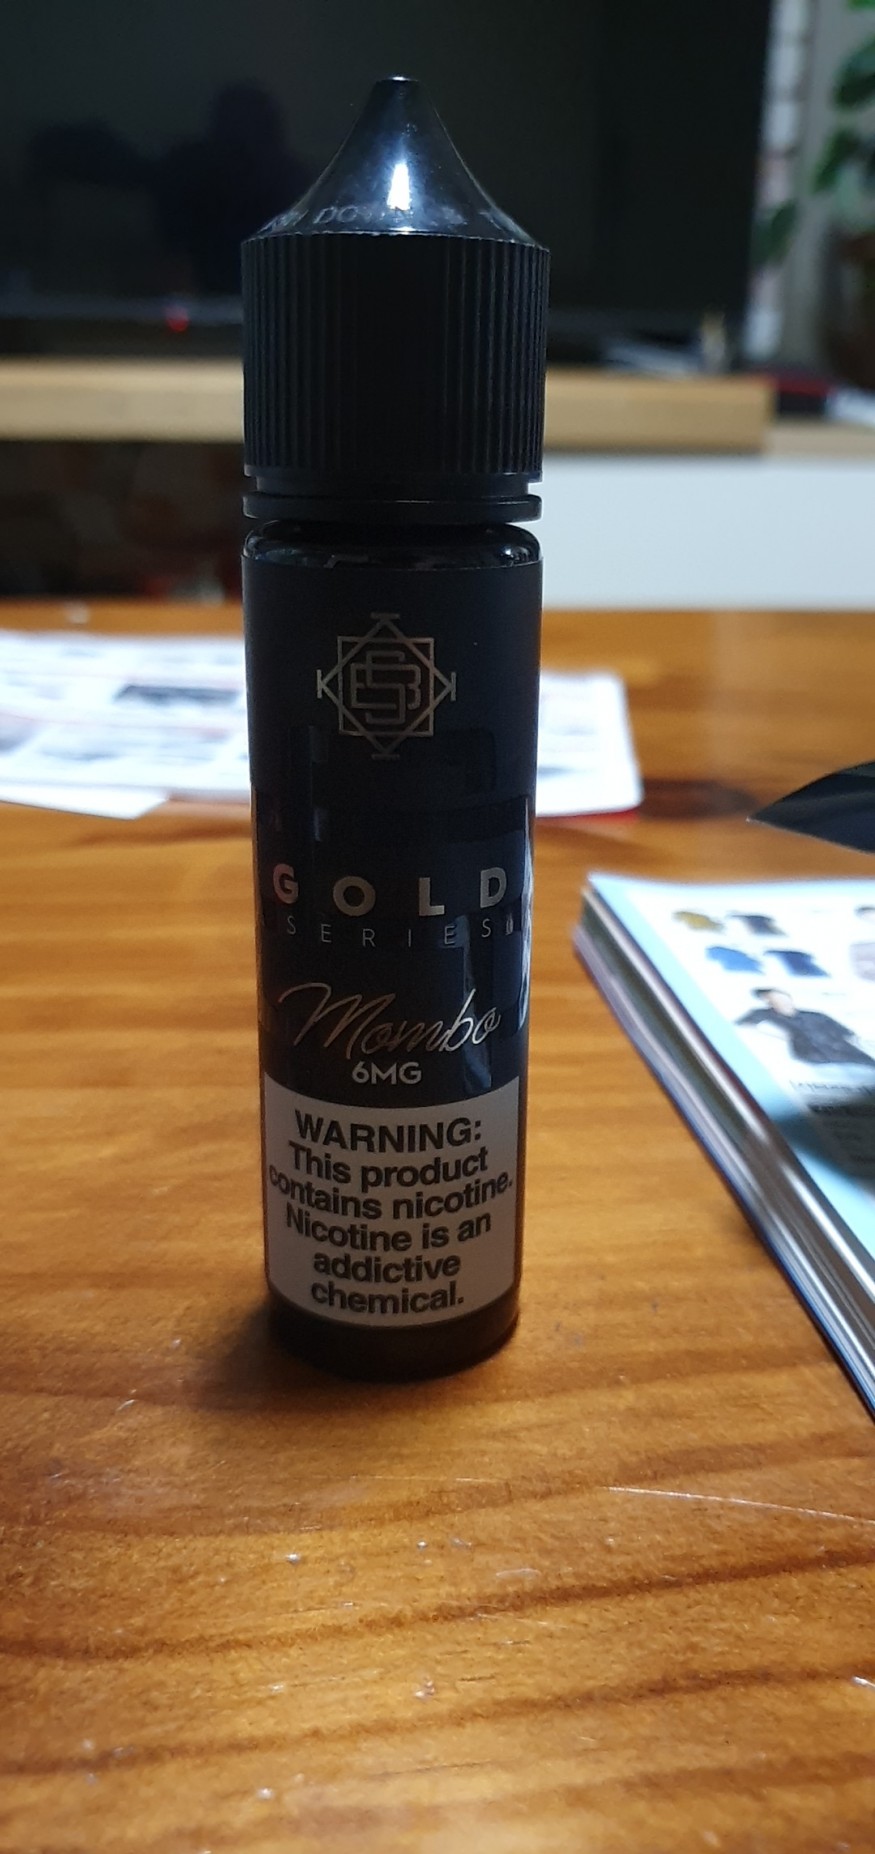 GOLD
SERIES
Mombo
6MG
WARNING:
This product
contains nicotine.
Nicotine is an
addictive
chemical.